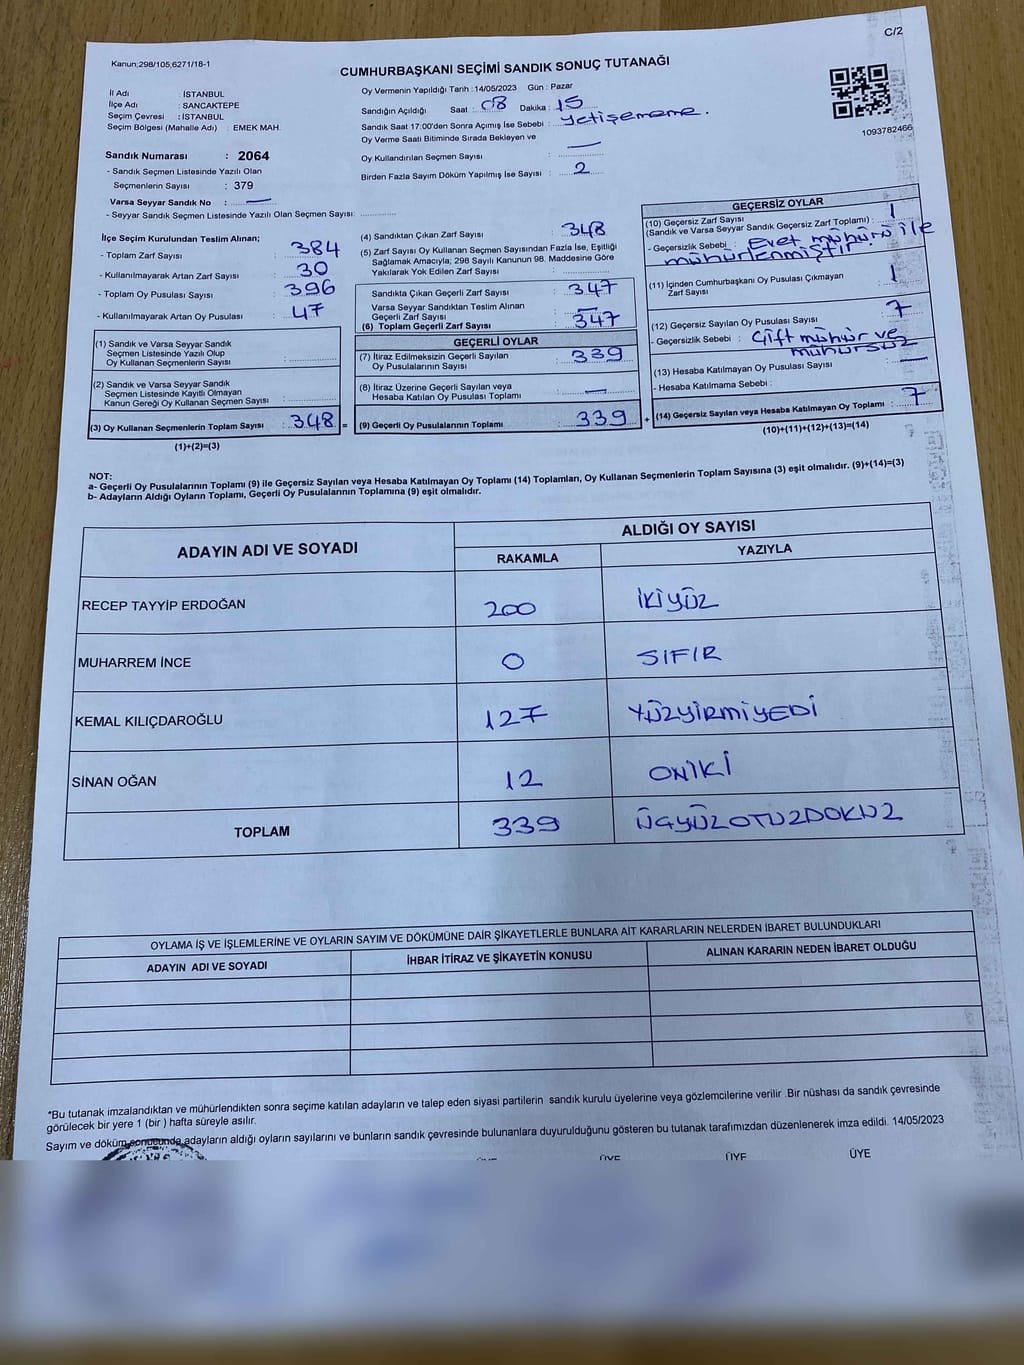 C/2
Kanun;298/105,6271/18-1
CUMHURBAŞKANI SEÇİMİ SANDIK SONUÇ TUTANAĞI
1093782466
İl Adı : İSTANBUL
İlçe Adı : SANCAKTEPE
Seçim Çevresi : İSTANBUL
Seçim Bölgesi (Mahalle Adı) : EMEK MAH.
Sandık Numarası : 2064
- Sandık Seçmen Listesinde Yazılı Olan
Seçmenlerin Sayısı : 379
Varsa Seyyar Sandık No : —
- Seyyar Sandık Seçmen Listesinde Yazılı Olan Seçmen Sayısı:
Oy Vermenin Yapıldığı Tarih :14/05/2023 Gün : Pazar
Sandığın Açıldığı Saat : 08 Dakika : 15
Sandık Saat 17:00'den Sonra Açımış İse Sebebi : yetişememe.
Oy Verme Saati Bitiminde Sırada Bekleyen ve
Oy Kullandırılan Seçmen Sayısı : —
Birden Fazla Sayım Döküm Yapılmış İse Sayısı : 2
İlçe Seçim Kurulundan Teslim Alınan;
- Toplam Zarf Sayısı : 384
- Kullanılmayarak Artan Zarf Sayısı : 30
- Toplam Oy Pusulası Sayısı : 396
- Kullanılmayarak Artan Oy Pusulası : 47
(1) Sandık ve Varsa Seyyar Sandık
Seçmen Listesinde Yazılı Olup
Oy Kullanan Seçmenlerin Sayısı :
(2) Sandık ve Varsa Seyyar Sandık
Seçmen Listesinde Kayıtlı Olmayan
Kanun Gereği Oy Kullanan Seçmen Sayısı :
(3) Oy Kullanan Seçmenlerin Toplam Sayısı : 348 =
(1)+(2)=(3)
(4) Sandıktan Çıkan Zarf Sayısı : 348
(5) Zarf Sayısı Oy Kullanan Seçmen Sayısından Fazla İse, Eşitliği
Sağlamak Amacıyla; 298 Sayılı Kanunun 98. Maddesine Göre
Yakılarak Yok Edilen Zarf Sayısı :
Sandıkta Çıkan Geçerli Zarf Sayısı : 347
Varsa Seyyar Sandıktan Teslim Alınan
Geçerli Zarf Sayısı : —
(6) Toplam Geçerli Zarf Sayısı : 347
GEÇERLİ OYLAR
(7) İtiraz Edilmeksizin Geçerli Sayılan
Oy Pusulalarının Sayısı : 339
(8) İtiraz Üzerine Geçerli Sayılan veya
Hesaba Katılan Oy Pusulası Toplamı : —
(9) Geçerli Oy Pusulalarının Toplamı : 339 +
GEÇERSİZ OYLAR
(10) Geçersiz Zarf Sayısı : 1
(Sandık ve Varsa Seyyar Sandık Geçersiz Zarf Toplamı) :
- Geçersizlik Sebebi : Evet mühürü ile
mühürlenmiştir
(11) İçinden Cumhurbaşkanı Oy Pusulası Çıkmayan
Zarf Sayısı : 1
(12) Geçersiz Sayılan Oy Pusulası Sayısı : 7
- Geçersizlik Sebebi : Çift mühür ve
mühürsüz
(13) Hesaba Katılmayan Oy Pusulası Sayısı : —
- Hesaba Katılmama Sebebi :
(14) Geçersiz Sayılan veya Hesaba Katılmayan Oy Toplamı : 7
(10)+(11)+(12)+(13)=(14)
NOT:
a- Geçerli Oy Pusulalarının Toplamı (9) ile Geçersiz Sayılan veya Hesaba Katılmayan Oy Toplamı (14) Toplamları, Oy Kullanan Seçmenlerin Toplam Sayısına (3) eşit olmalıdır. (9)+(14)=(3)
b- Adayların Aldığı Oyların Toplamı, Geçerli Oy Pusulalarının Toplamına (9) eşit olmalıdır.
ADAYIN ADI VE SOYADI
ALDIĞI OY SAYISI
RAKAMLA YAZIYLA
RECEP TAYYİP ERDOĞAN 200 İKİYÜZ
MUHARREM İNCE 0 SIFIR
KEMAL KILIÇDAROĞLU 127 YÜZYİRMİYEDİ
SİNAN OĞAN 12 ONİKİ
TOPLAM 339 ÜÇYÜZOTUZDOKUZ
OYLAMA İŞ VE İŞLEMLERİNE VE OYLARIN SAYIM VE DÖKÜMÜNE DAİR ŞİKAYETLERLE BUNLARA AİT KARARLARIN NELERDEN İBARET BULUNDUKLARI
ADAYIN ADI VE SOYADI İHBAR İTİRAZ VE ŞİKAYETİN KONUSU ALINAN KARARIN NEDEN İBARET OLDUĞU
*Bu tutanak imzalandıktan ve mühürlendikten sonra seçime katılan adayların ve talep eden siyasi partilerin sandık kurulu üyelerine veya gözlemcilerine verilir .Bir nüshası da sandık çevresinde
görülecek bir yere 1 (bir ) hafta süreyle asılır.
Sayım ve döküm sonucunda adayların aldığı oyların sayılarını ve bunların sandık çevresinde bulunanlara duyurulduğunu gösteren bu tutanak tarafımızdan düzenlenerek imza edildi. 14/05/2023
ÜYE ÜYE ÜYE ÜYE